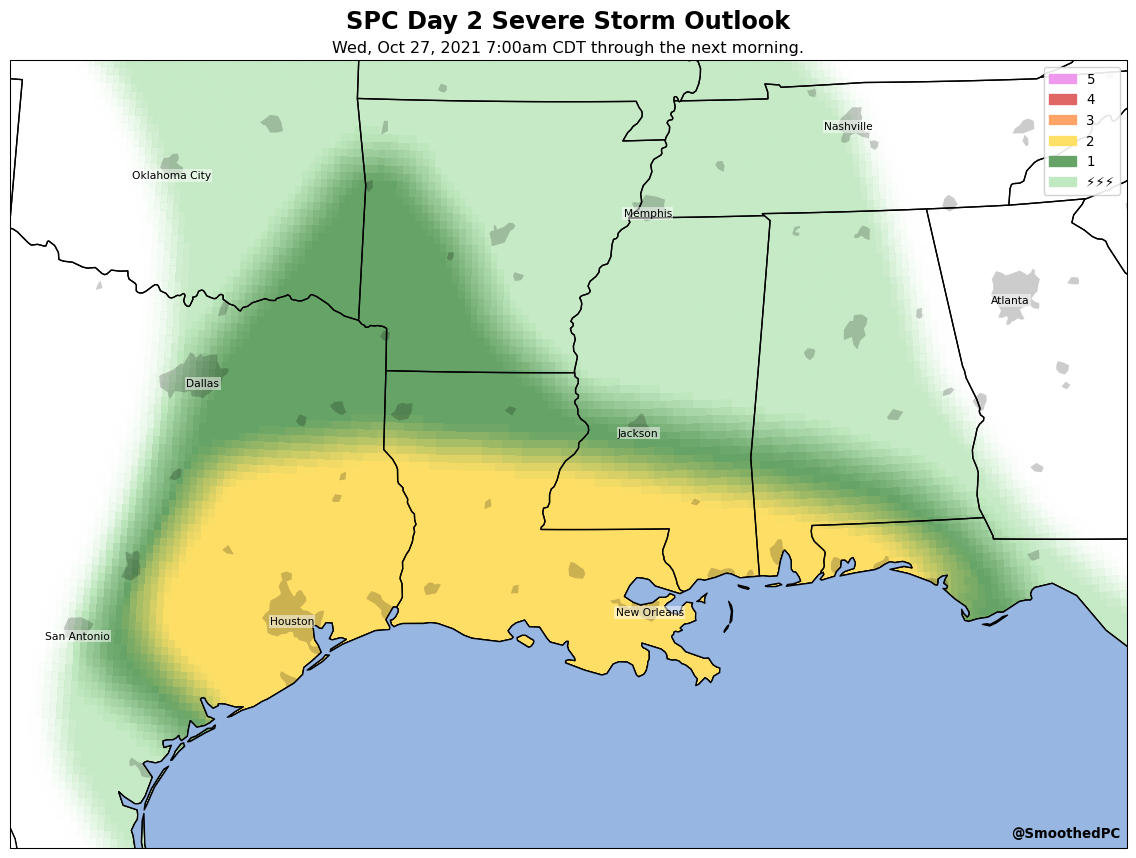 SPC Day 2 Severe Storm Outlook
Wed, Oct 27, 2021 7:00am CDT through the next morning.
5
4
3
2
1
⚡⚡⚡
Nashville
Oklahoma City
Memphis
Atlanta
Dallas
Jackson
New Orleans
Houston
San Antonio
@SmoothedPC